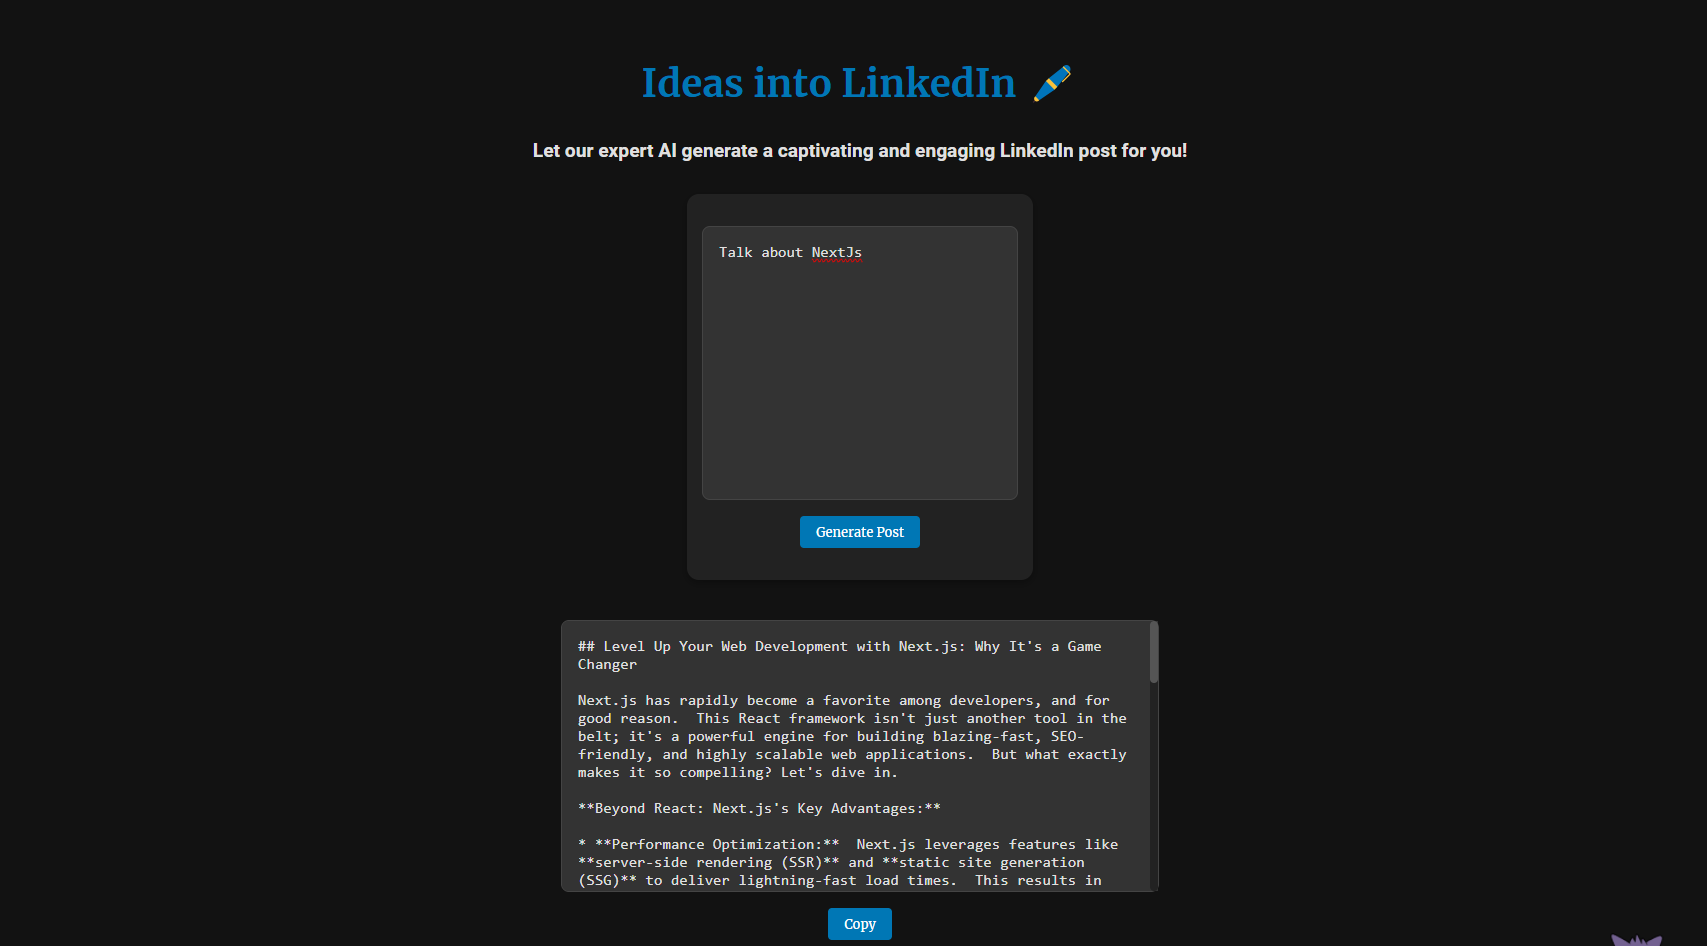 Ideas into LinkedIn
Let our expert AI generate a captivating and engaging LinkedIn post for you!
Talk about NextJs
Generate Post
## Level Up Your Web Development with Next.js: Why It's a Game
Changer
Next.js has rapidly become a favorite among developers, and for
good reason.  This React framework isn't just another tool in the
belt; it's a powerful engine for building blazing-fast, SEO-
friendly, and highly scalable web applications.  But what exactly
makes it so compelling? Let's dive in.
**Beyond React: Next.js's Key Advantages:**
* **Performance Optimization:**  Next.js leverages features like
**server-side rendering (SSR)** and **static site generation
(SSG)** to deliver lightning-fast load times.  This results in
Copy